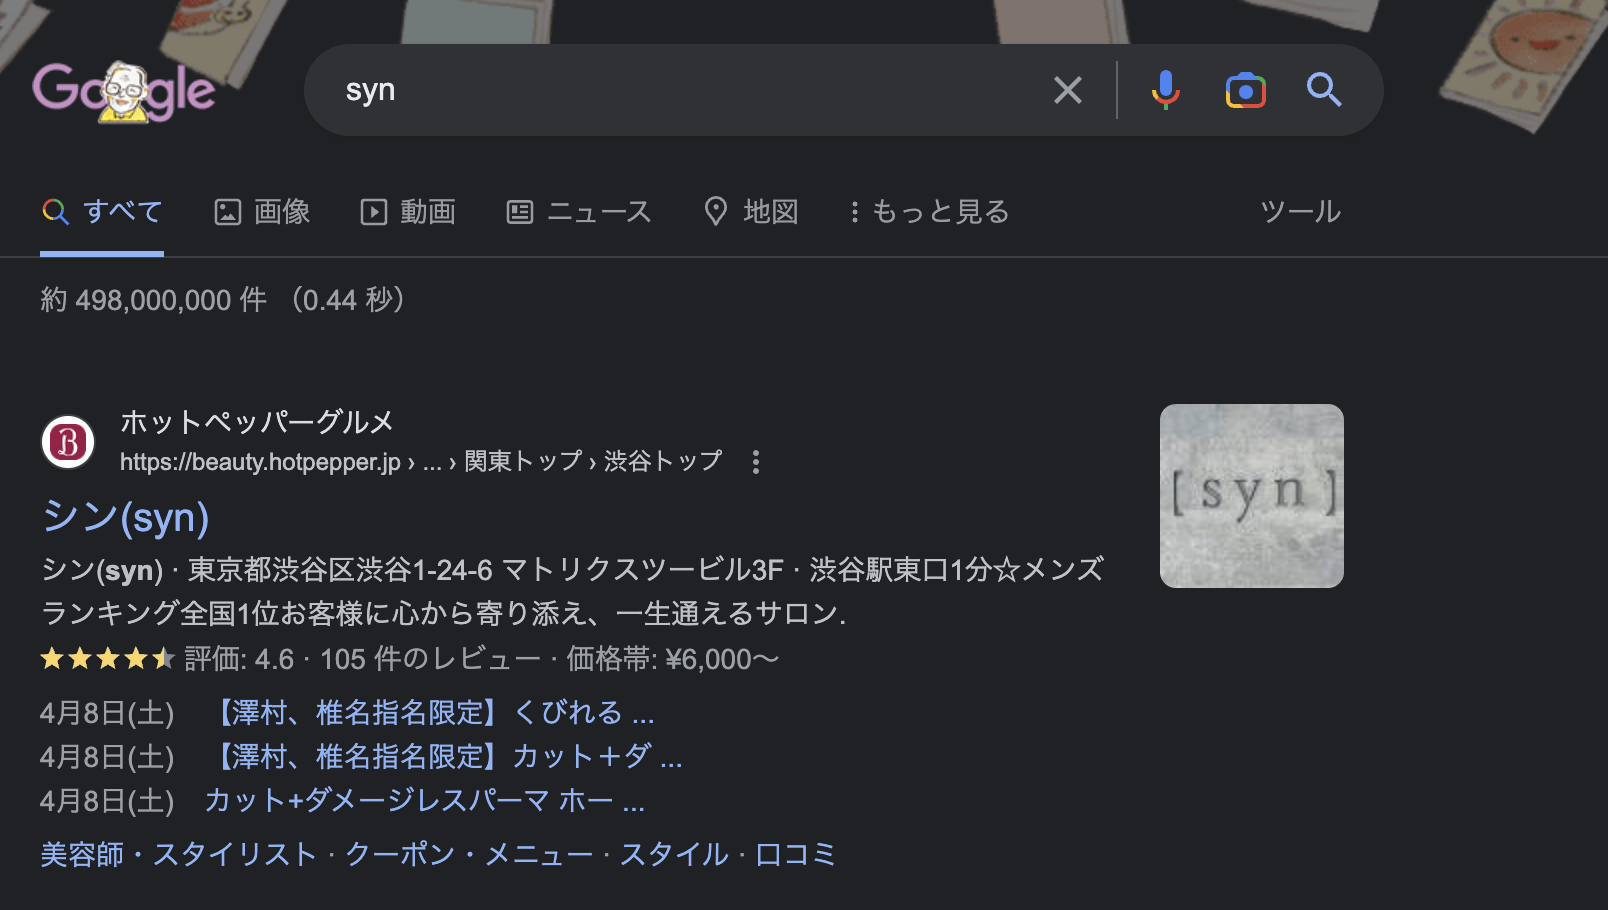 Google
syn
すべて 画像 動画 ニュース 地図 もっと見る ツール
約 498,000,000 件 （0.44 秒）
ホットペッパーグルメ
https://beauty.hotpepper.jp › ... › 関東トップ › 渋谷トップ
[ syn ]
シン(syn)
シン(syn) · 東京都渋谷区渋谷1-24-6 マトリクスツービル3F · 渋谷駅東口1分☆メンズ
ランキング全国1位お客様に心から寄り添え、一生通えるサロン.
評価: 4.6 · 105 件のレビュー · 価格帯: ¥6,000～
4月8日(土) 【澤村、椎名指名限定】くびれる ...
4月8日(土) 【澤村、椎名指名限定】カット＋ダ ...
4月8日(土) カット+ダメージレスパーマ ホー ...
美容師・スタイリスト · クーポン・メニュー · スタイル · 口コミ